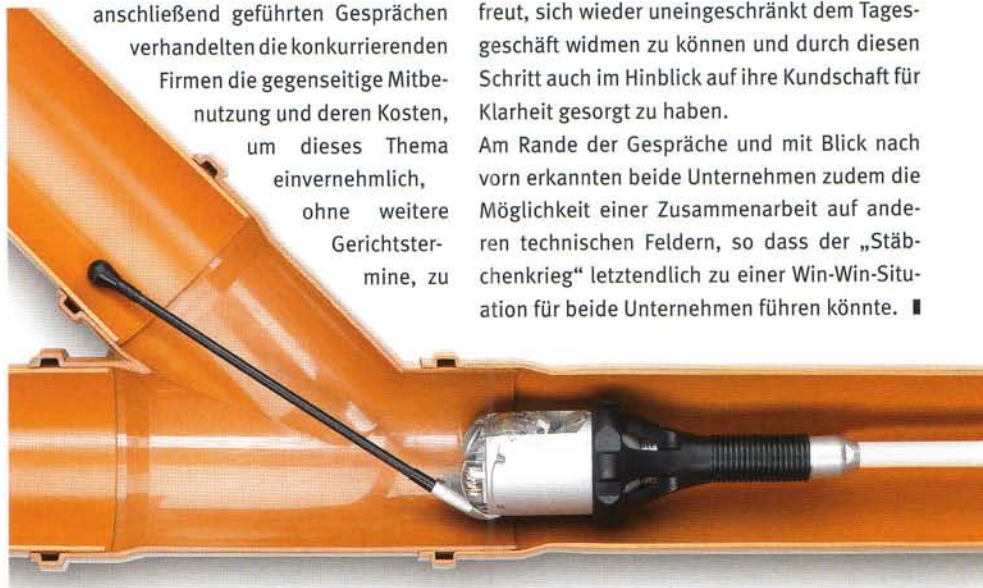 anschließend geführten Gesprächen
verhandelten die konkurrierenden
Firmen die gegenseitige Mitbe-
nutzung und deren Kosten,
um dieses Thema
einvernehmlich,
ohne weitere
Gerichtster-
mine, zu
freut, sich wieder uneingeschränkt dem Tages-
geschäft widmen zu können und durch diesen
Schritt auch im Hinblick auf ihre Kundschaft für
Klarheit gesorgt zu haben.
Am Rande der Gespräche und mit Blick nach
vorn erkannten beide Unternehmen zudem die
Möglichkeit einer Zusammenarbeit auf ande-
ren technischen Feldern, so dass der „Stäb-
chenkrieg“ letztendlich zu einer Win-Win-Situ-
ation für beide Unternehmen führen könnte.